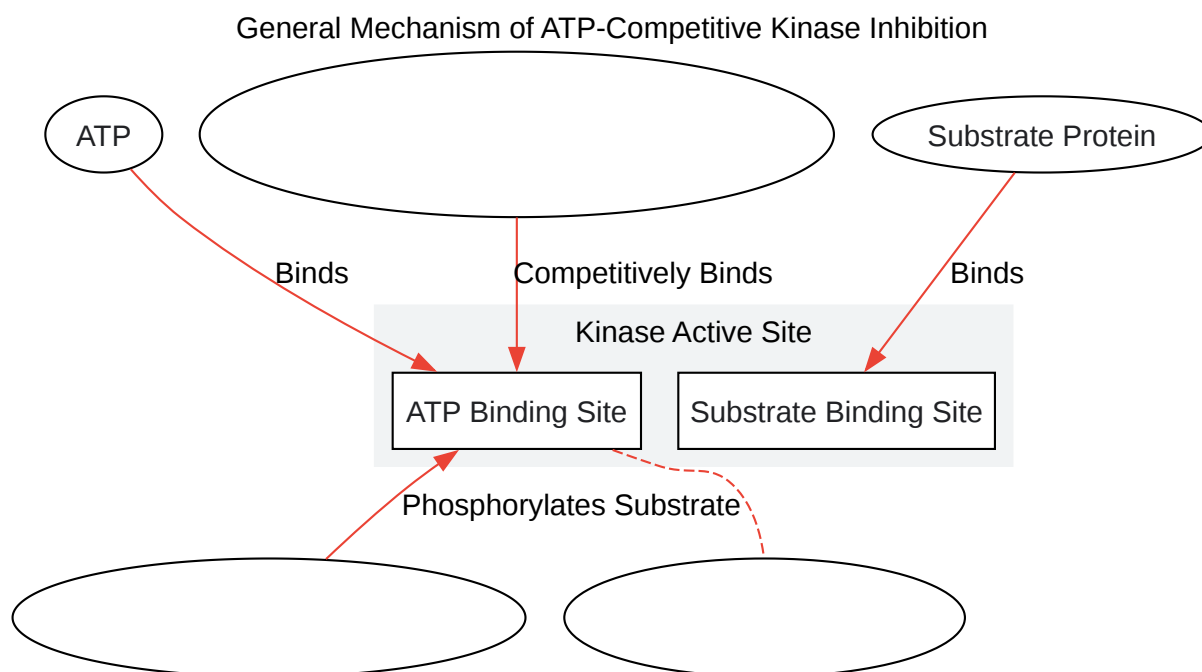 General Mechanism of ATP-Competitive Kinase Inhibition
ATP
Substrate Protein
Binds
Competitively Binds
Binds
Kinase Active Site
ATP Binding Site
Substrate Binding Site
Phosphorylates Substrate